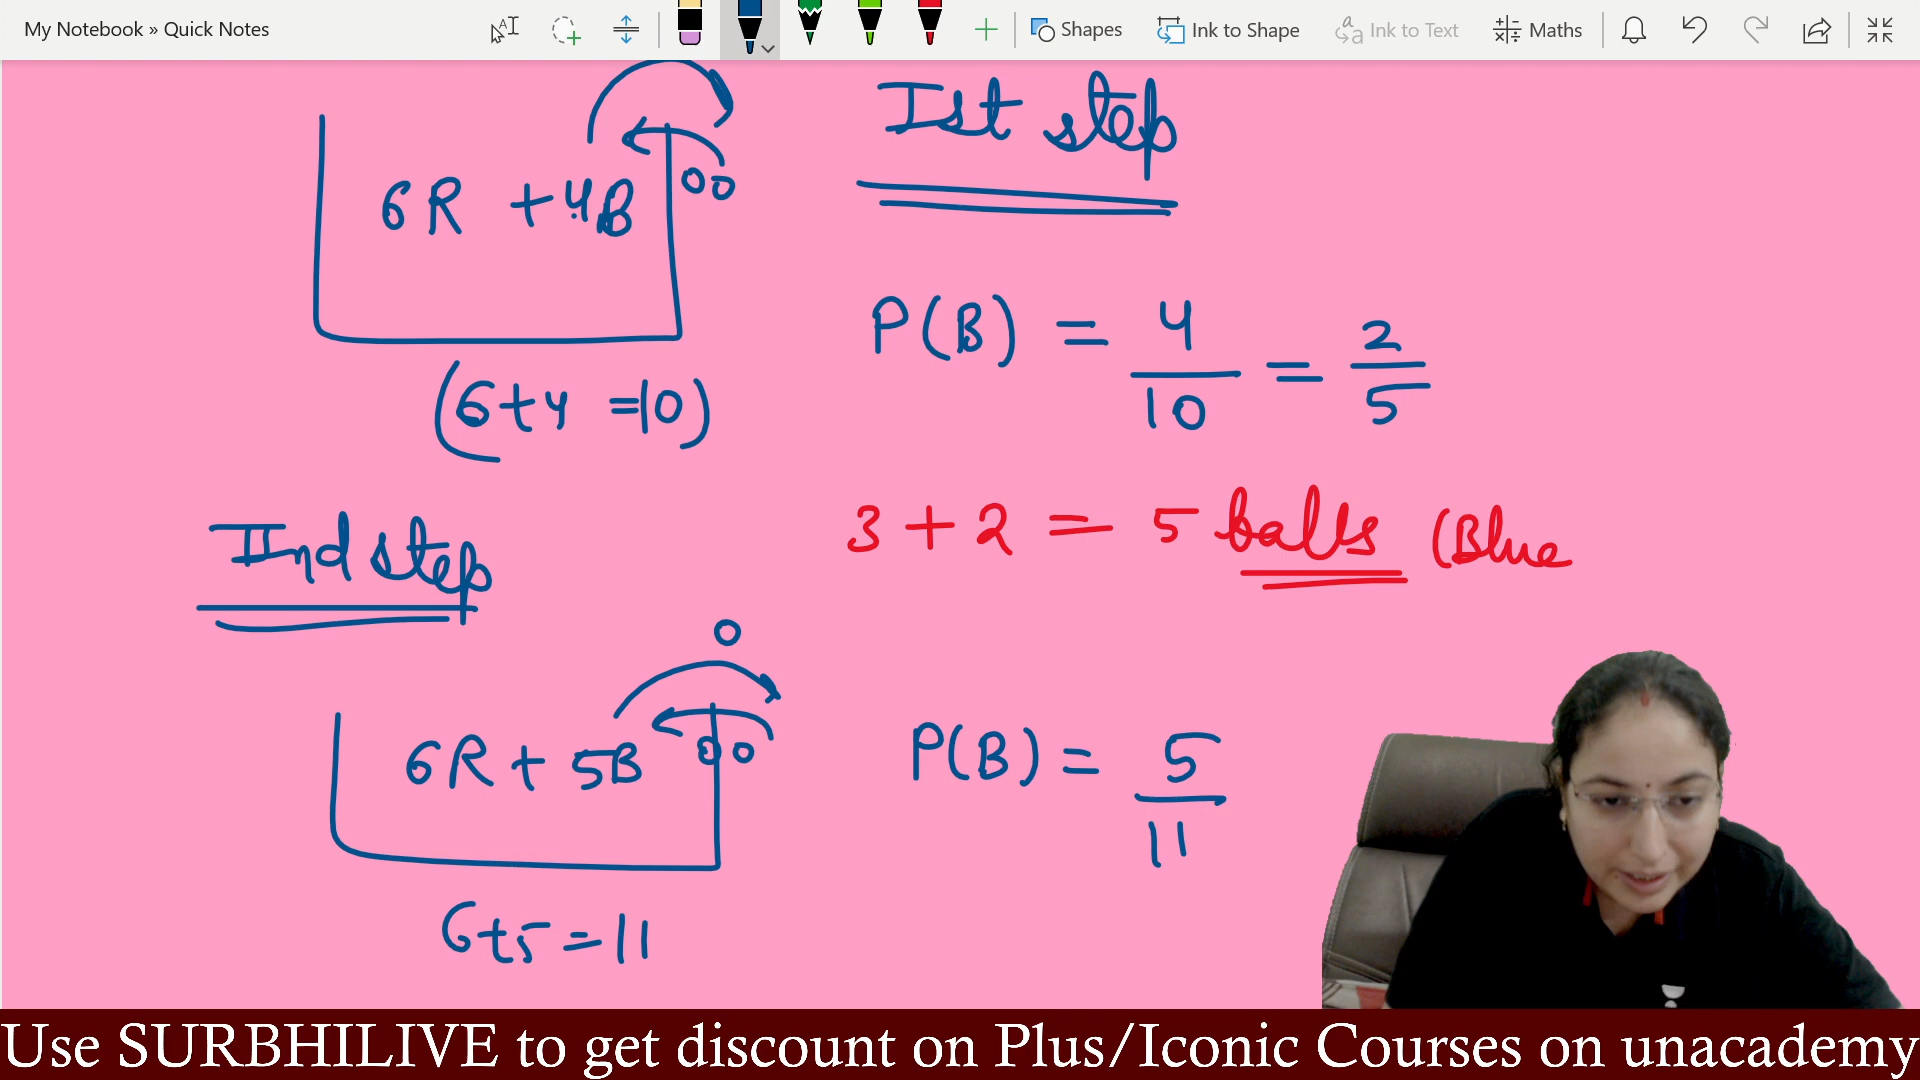 My Notebook » Quick Notes
Shapes
Ink to Shape
Ink to Text
Maths
Ist step
6R + 4B
(6+4 =10)
P(B) = 4/10 = 2/5
3 + 2 = 5 balls (Blue
IInd step
6R + 5B
P(B) = 5/11
6+5=11
Use SURBHILIVE to get discount on Plus/Iconic Courses on unacademy